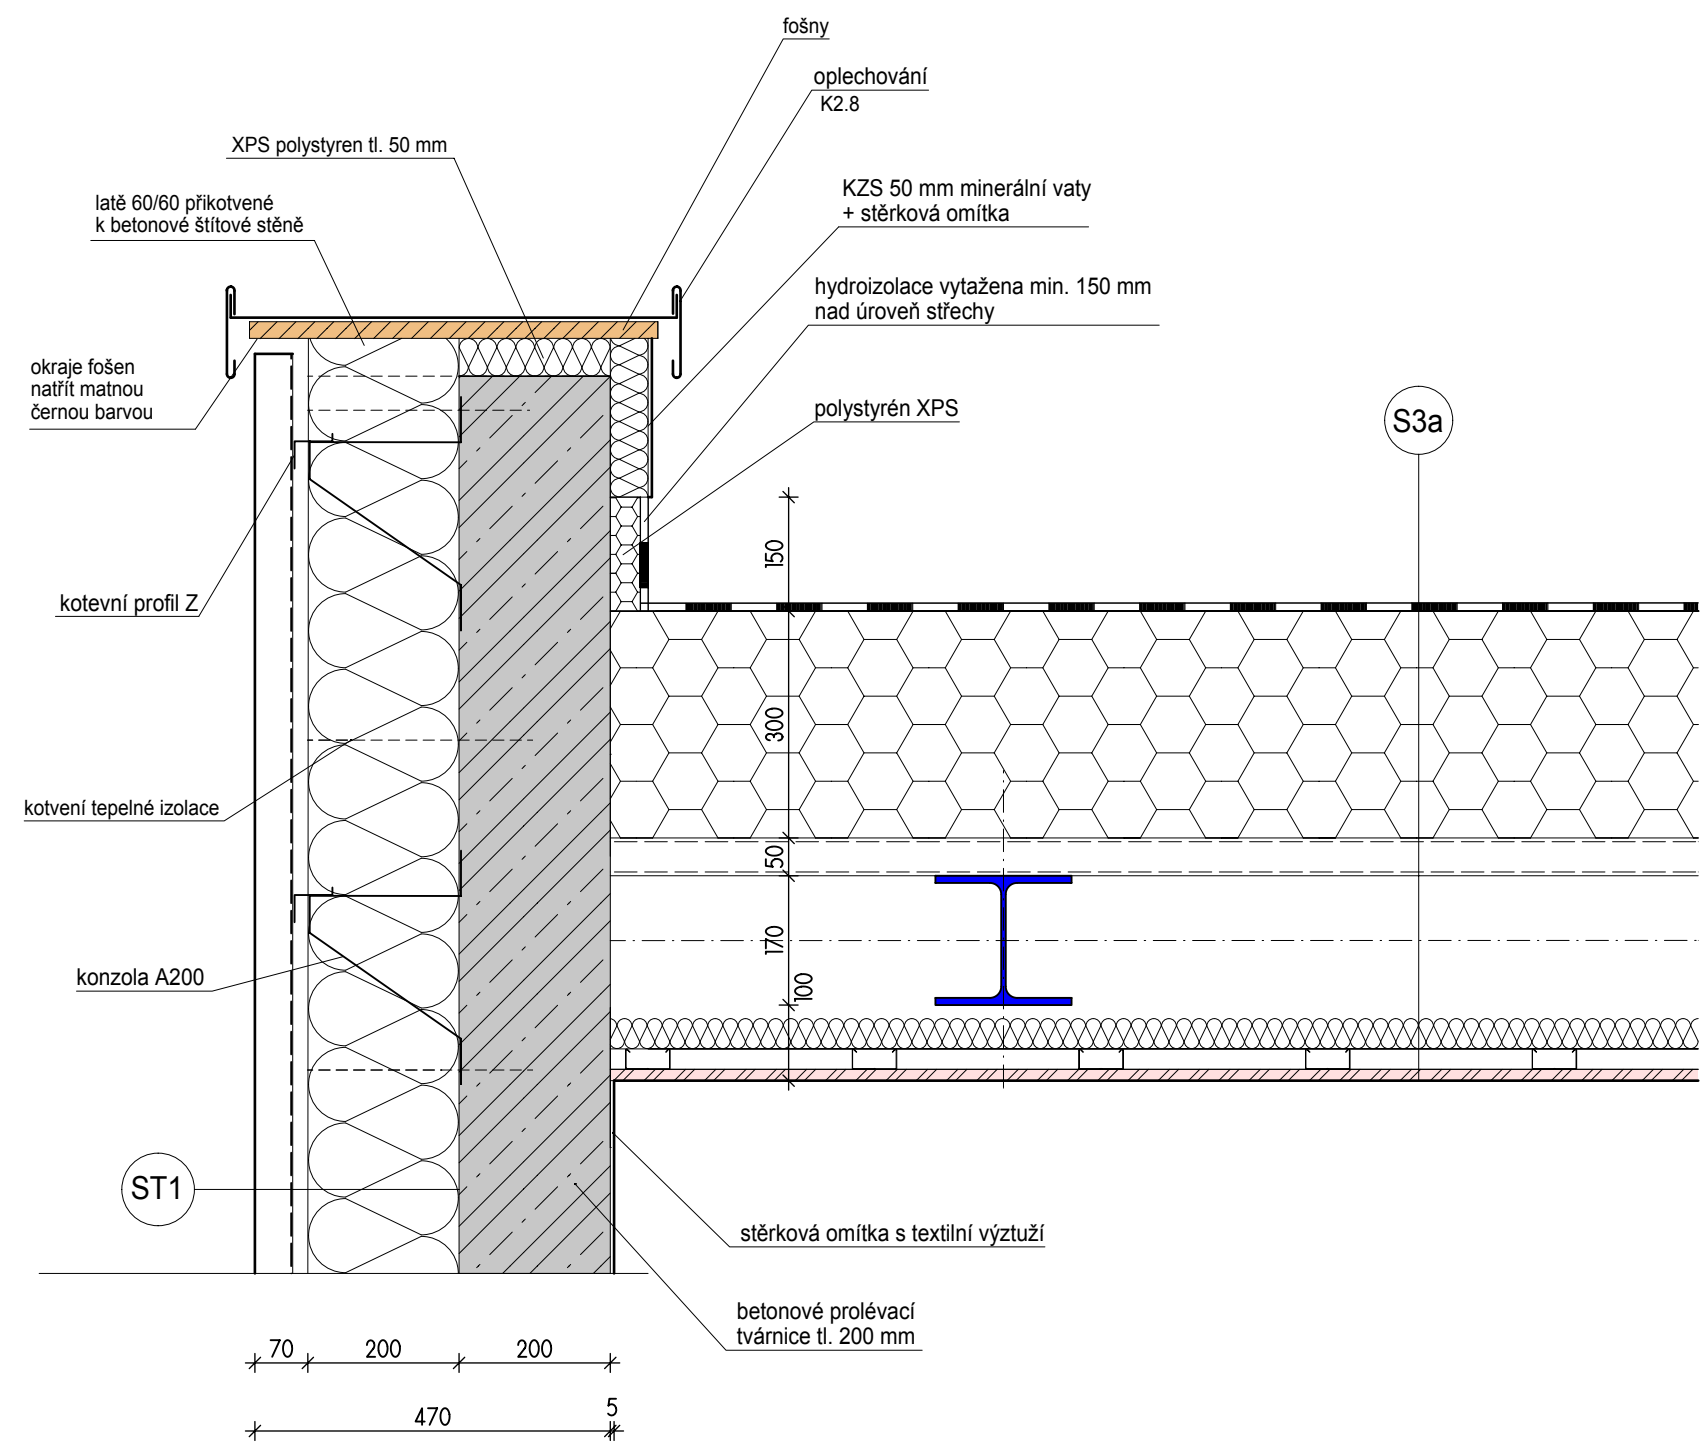 fošny
oplechování
K2.8
XPS polystyren tl. 50 mm
latě 60/60 přikotvené
k betonové štítové stěně
KZS 50 mm minerální vaty
+ stěrková omítka
hydroizolace vytažena min. 150 mm
nad úroveň střechy
okraje fošen
natřít matnou
černou barvou
polystyrén XPS
S3a
150
kotevní profil Z
300
kotvení tepelné izolace
50
170
konzola A200
100
ST1
stěrková omítka s textilní výztuží
betonové prolévací
tvárnice tl. 200 mm
70
200
200
470
5